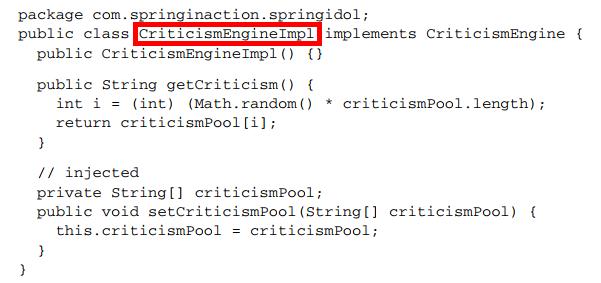 package com.springinaction.springidol;
public class CriticismEngineImpl implements CriticismEngine {
public CriticismEngineImpl() {}
public String getCriticism() {
int i = (int) (Math.random() * criticismPool.length);
return criticismPool[i];
}
// injected
private String[] criticismPool;
public void setCriticismPool(String[] criticismPool) {
this.criticismPool = criticismPool;
}
}